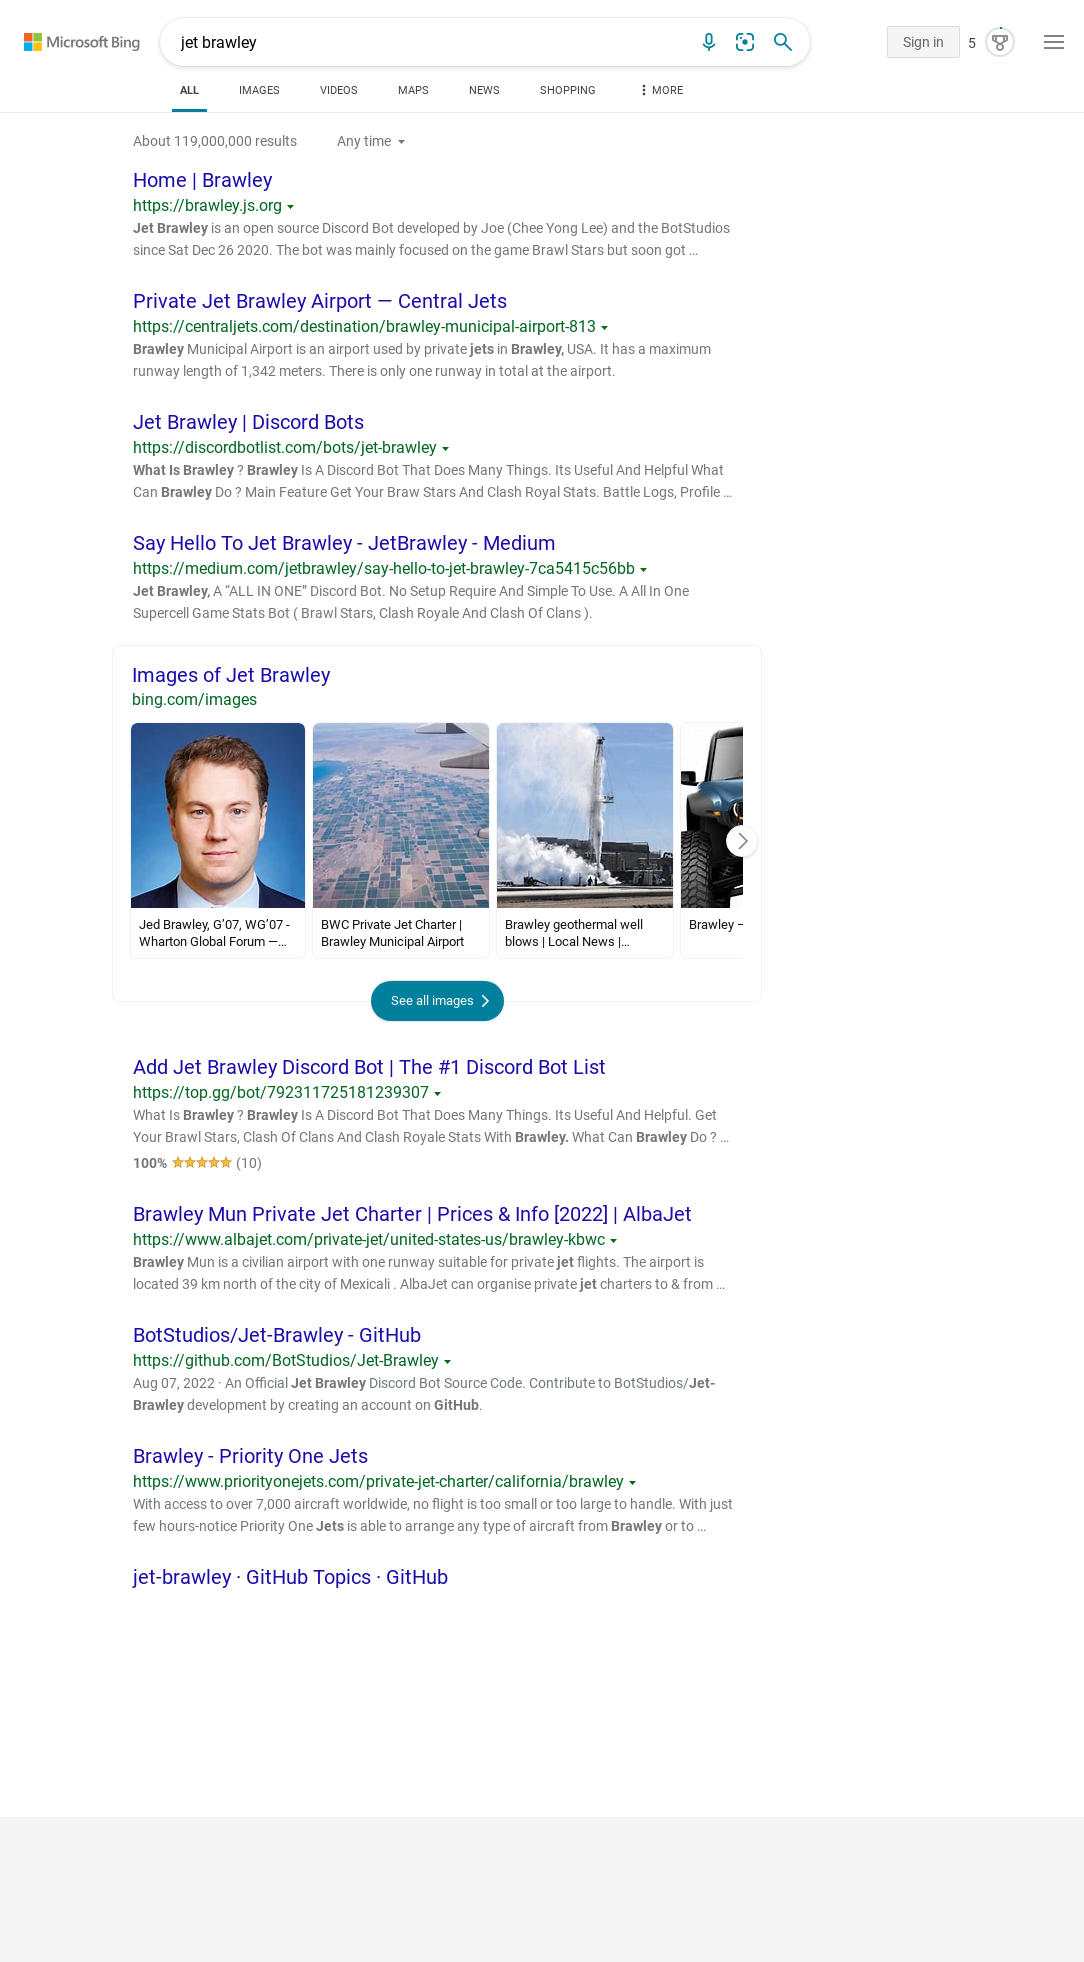 Microsoft Bing
jet brawley
Sign in
5
ALL
IMAGES
VIDEOS
MAPS
NEWS
SHOPPING
MORE
About 119,000,000 results
Any time
Home | Brawley
https://brawley.js.org
Jet Brawley is an open source Discord Bot developed by Joe (Chee Yong Lee) and the BotStudios
since Sat Dec 26 2020. The bot was mainly focused on the game Brawl Stars but soon got …
Private Jet Brawley Airport — Central Jets
https://centraljets.com/destination/brawley-municipal-airport-813
Brawley Municipal Airport is an airport used by private jets in Brawley, USA. It has a maximum
runway length of 1,342 meters. There is only one runway in total at the airport.
Jet Brawley | Discord Bots
https://discordbotlist.com/bots/jet-brawley
What Is Brawley ? Brawley Is A Discord Bot That Does Many Things. Its Useful And Helpful What
Can Brawley Do ? Main Feature Get Your Braw Stars And Clash Royal Stats. Battle Logs, Profile …
Say Hello To Jet Brawley - JetBrawley - Medium
https://medium.com/jetbrawley/say-hello-to-jet-brawley-7ca5415c56bb
Jet Brawley, A “ALL IN ONE” Discord Bot. No Setup Require And Simple To Use. A All In One
Supercell Game Stats Bot ( Brawl Stars, Clash Royale And Clash Of Clans ).
Images of Jet Brawley
bing.com/images
Jed Brawley, G’07, WG’07 -
Wharton Global Forum —…
BWC Private Jet Charter |
Brawley Municipal Airport
Brawley geothermal well
blows | Local News |…
Brawley –
See all images
Add Jet Brawley Discord Bot | The #1 Discord Bot List
https://top.gg/bot/792311725181239307
What Is Brawley ? Brawley Is A Discord Bot That Does Many Things. Its Useful And Helpful. Get
Your Brawl Stars, Clash Of Clans And Clash Royale Stats With Brawley. What Can Brawley Do ? …
100% (10)
Brawley Mun Private Jet Charter | Prices & Info [2022] | AlbaJet
https://www.albajet.com/private-jet/united-states-us/brawley-kbwc
Brawley Mun is a civilian airport with one runway suitable for private jet flights. The airport is
located 39 km north of the city of Mexicali . AlbaJet can organise private jet charters to & from …
BotStudios/Jet-Brawley - GitHub
https://github.com/BotStudios/Jet-Brawley
Aug 07, 2022 · An Official Jet Brawley Discord Bot Source Code. Contribute to BotStudios/Jet-
Brawley development by creating an account on GitHub.
Brawley - Priority One Jets
https://www.priorityonejets.com/private-jet-charter/california/brawley
With access to over 7,000 aircraft worldwide, no flight is too small or too large to handle. With just
few hours-notice Priority One Jets is able to arrange any type of aircraft from Brawley or to …
jet-brawley · GitHub Topics · GitHub